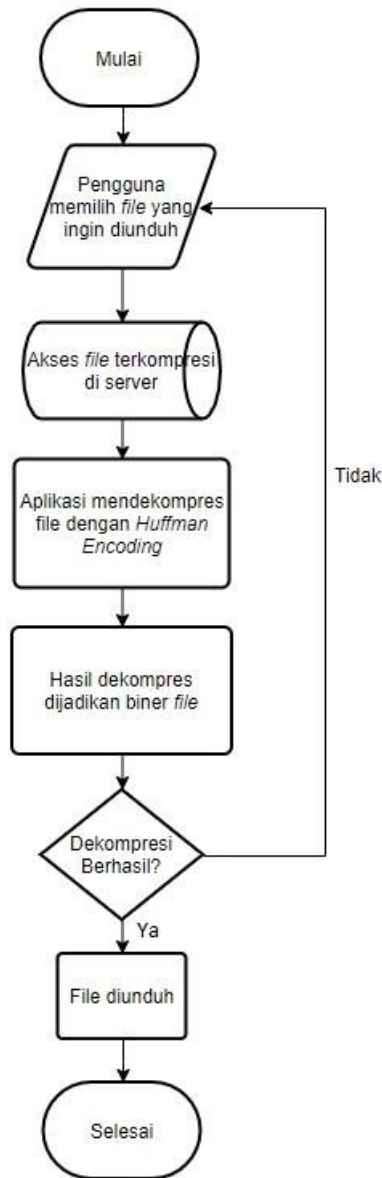 Mulai
Pengguna
memilih file yang
ingin diunduh
Akses file terkompresi
di server
Aplikasi mendekompres
file dengan Huffman
Encoding
Tidak
Hasil dekompres
dijadikan biner file
Dekompresi
Berhasil?
Ya
File diunduh
Selesai